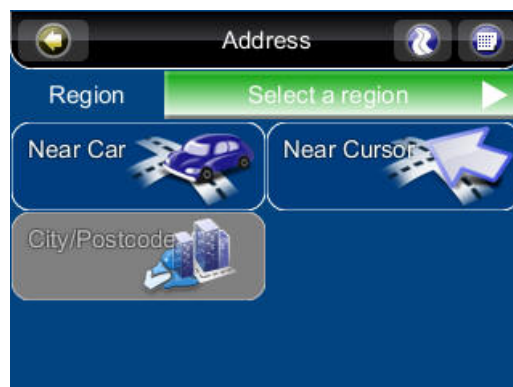 Address
Region Select a region
Near Car Near Cursor
City/Postcode